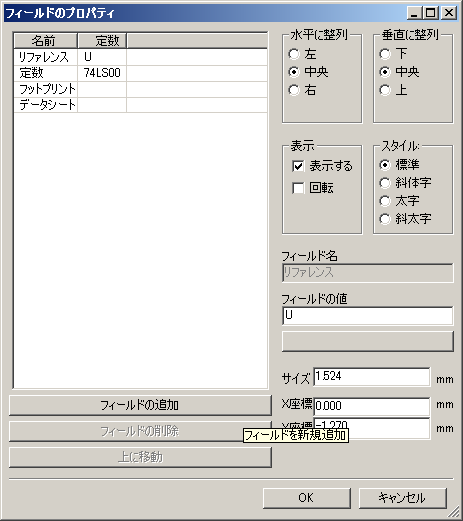 フィールドのプロパティ
名前 定数
リファレンス U
定数 74LS00
フットプリント
データシート
水平に整列
左
中央
右
垂直に整列
下
中央
上
表示
表示する
回転
スタイル:
標準
斜体字
太字
斜太字
フィールド名
リファレンス
フィールドの値
U
サイズ 1.524 mm
X座標 0.000 mm
Y座標 -1.270 mm
フィールドの追加
フィールドの削除
フィールドを新規追加
上に移動
OK
キャンセル